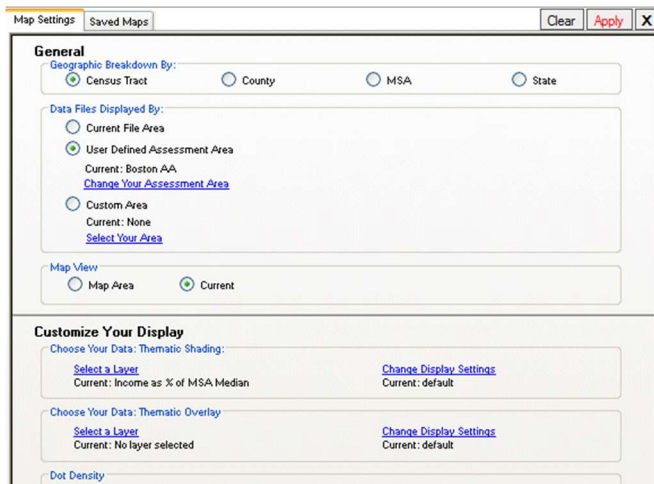 Map Settings Saved Maps Clear Apply X
General
Geographic Breakdown By:
Census Tract County MSA State
Data Files Displayed By:
Current File Area
User Defined Assessment Area
Current: Boston AA
Change Your Assessment Area
Custom Area
Current: None
Select Your Area
Map View
Map Area Current
Customize Your Display
Choose Your Data: Thematic Shading:
Select a Layer Change Display Settings
Current: Income as % of MSA Median Current: default
Choose Your Data: Thematic Overlay
Select a Layer Change Display Settings
Current: No layer selected Current: default
Dot Density